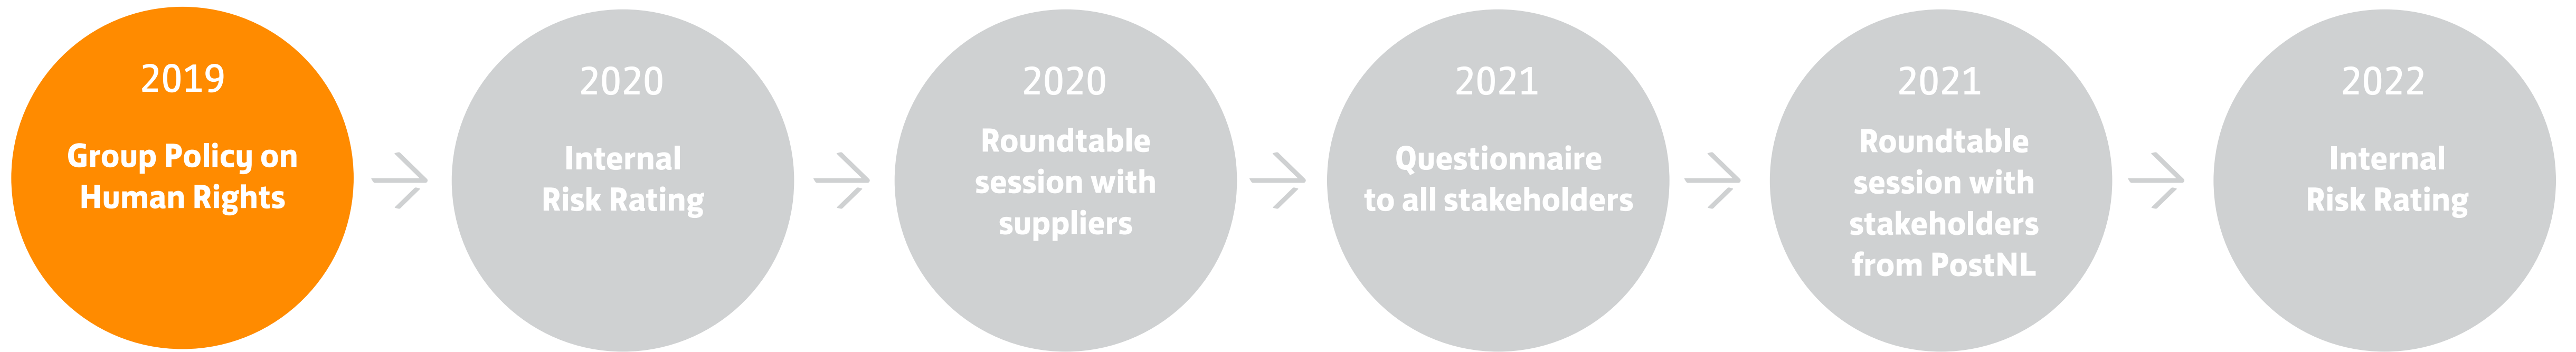 2019
Group Policy on
Human Rights
2020
Internal
Risk Rating
2020
Roundtable
session with
suppliers
2021
Questionnaire
to all stakeholders
2021
Roundtable
session with
stakeholders
from PostNL
2022
Internal
Risk Rating